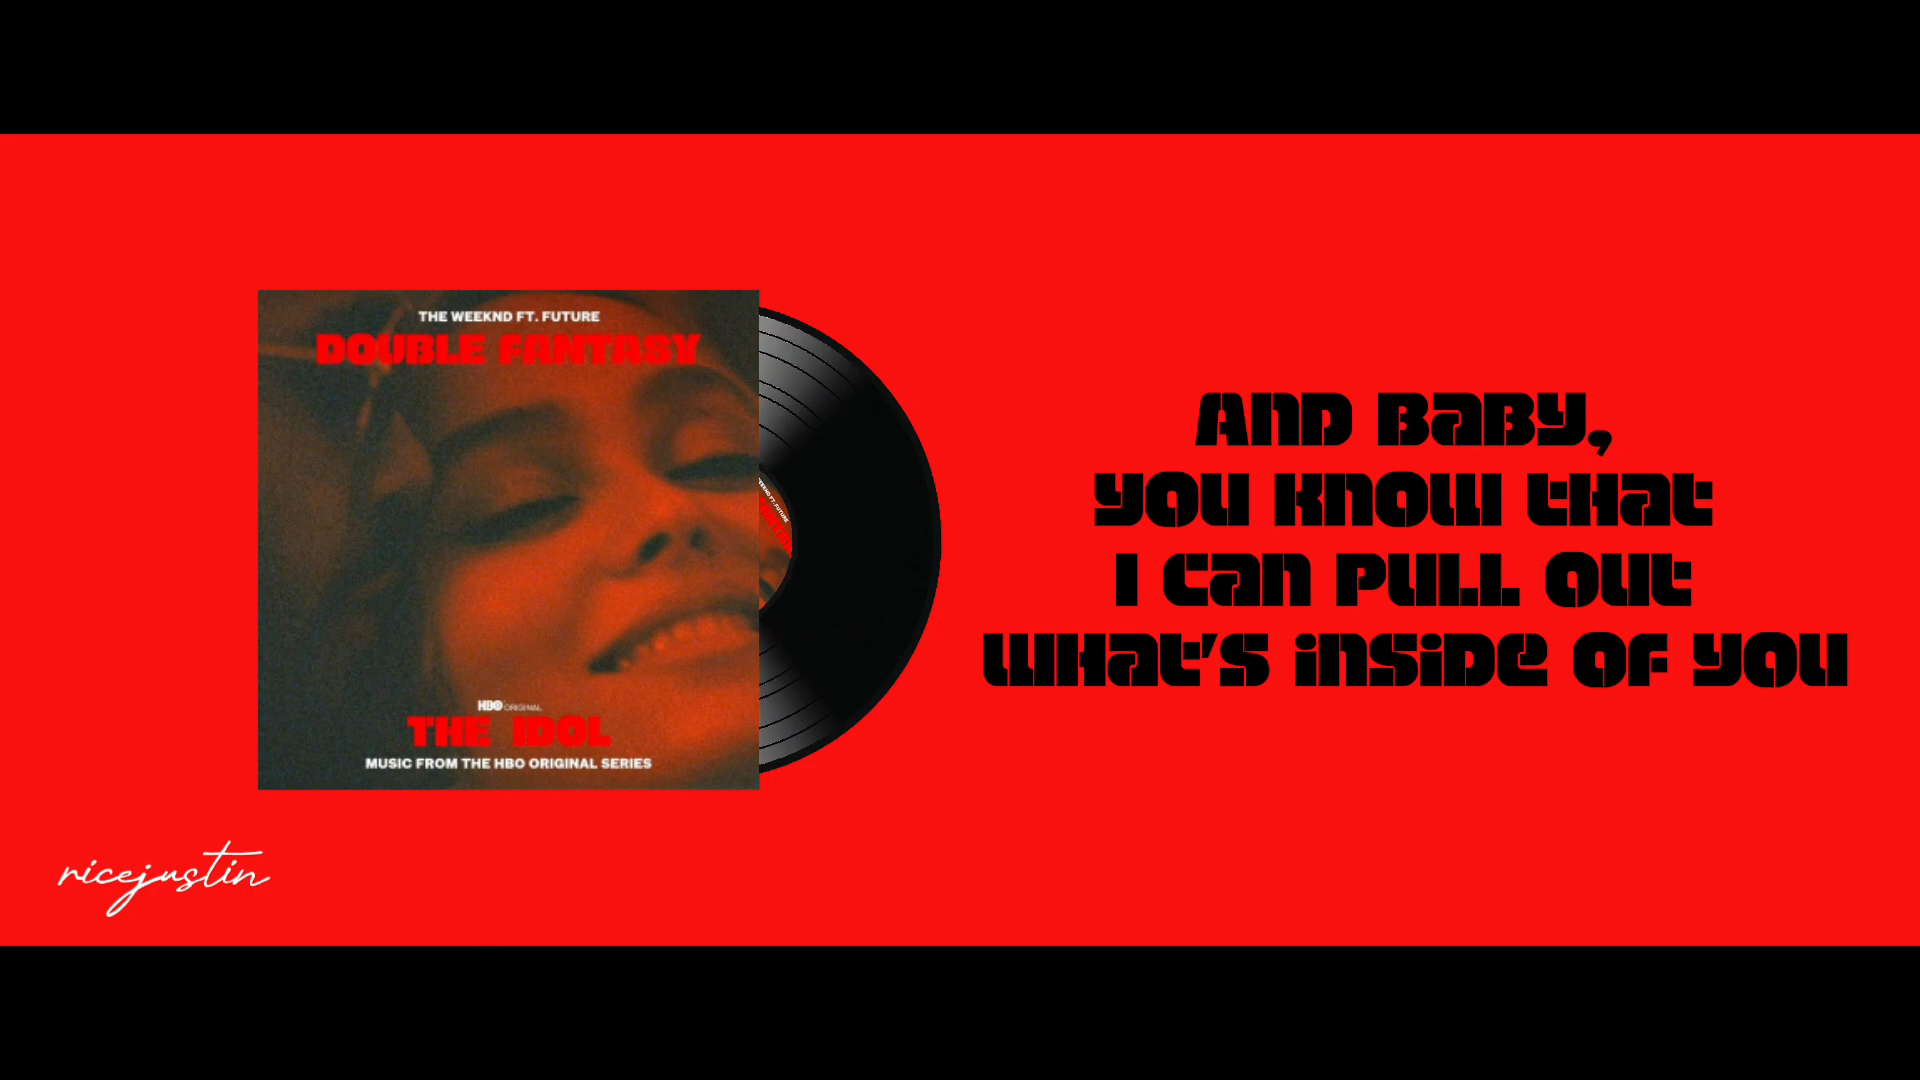 THE WEEKND FT. FUTURE
DOUBLE FANTASY
HBO ORIGINAL
THE IDOL
MUSIC FROM THE HBO ORIGINAL SERIES
AND BABY,
YOU KNOW THAT
I CAN PULL OUT
WHAT'S INSIDE OF YOU
nicejustin